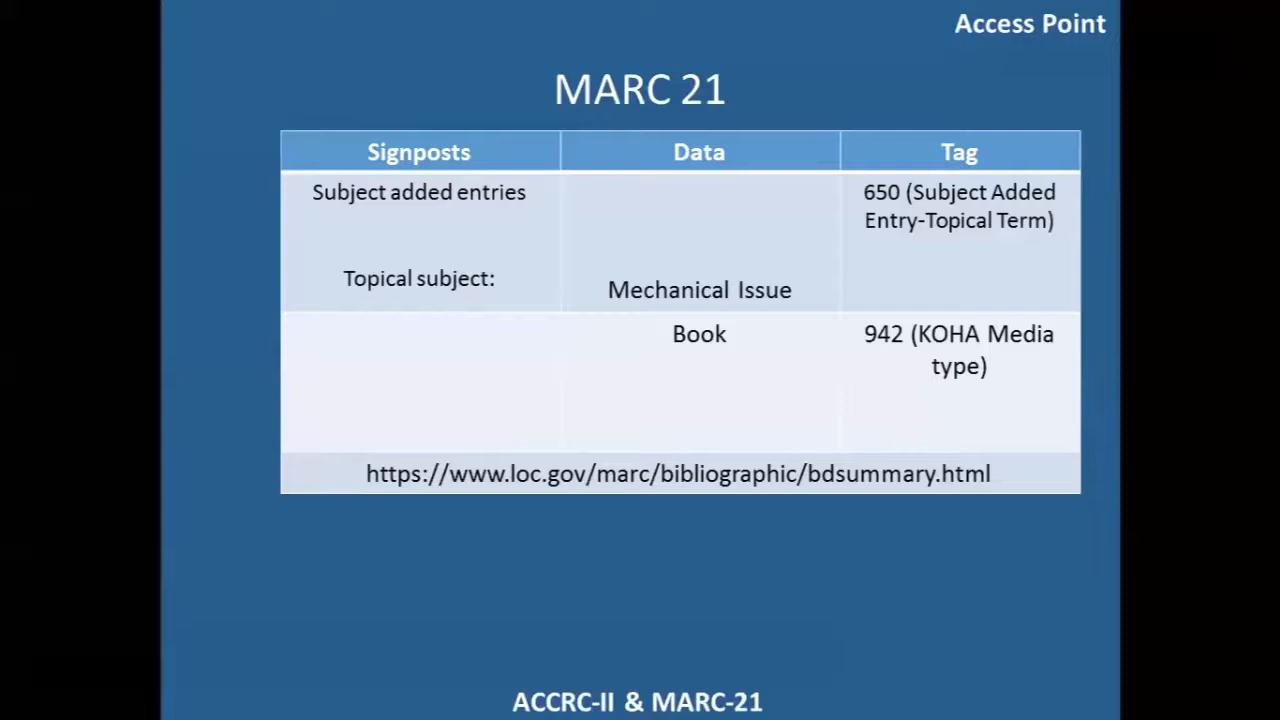 Access Point
MARC 21
Signposts
Data
Tag
Subject added entries
650 (Subject Added
Entry-Topical Term)
Topical subject:
Mechanical Issue
Book
942 (KOHA Media
type)
https://www.loc.gov/marc/bibliographic/bdsummary.html
ACCRC-II & MARC-21